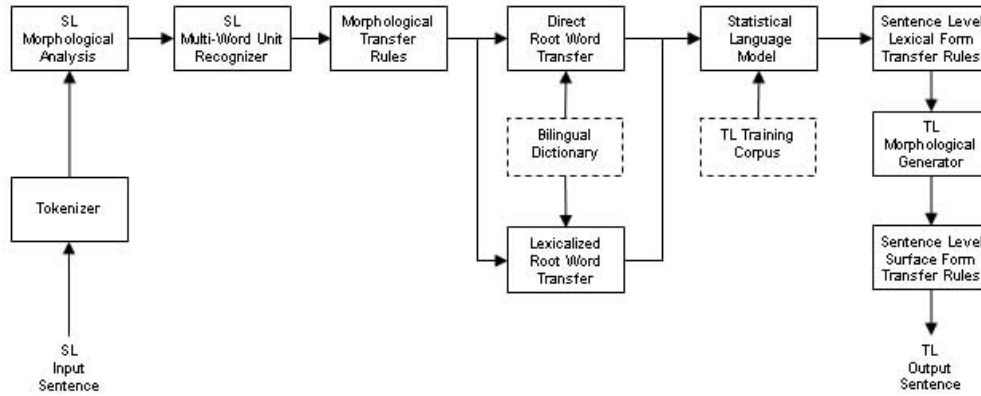 SL
Morphological
Analysis
SL
Multi-Word Unit
Recognizer
Morphological
Transfer
Rules
Direct
Root Word
Transfer
Statistical
Language
Model
Sentence Level
Lexical Form
Transfer Rules
Bilingual
Dictionary
TL Training
Corpus
TL
Morphological
Generator
Tokenizer
Lexicalized
Root Word
Transfer
Sentence Level
Surface Form
Transfer Rules
SL
Input
Sentence
TL
Output
Sentence